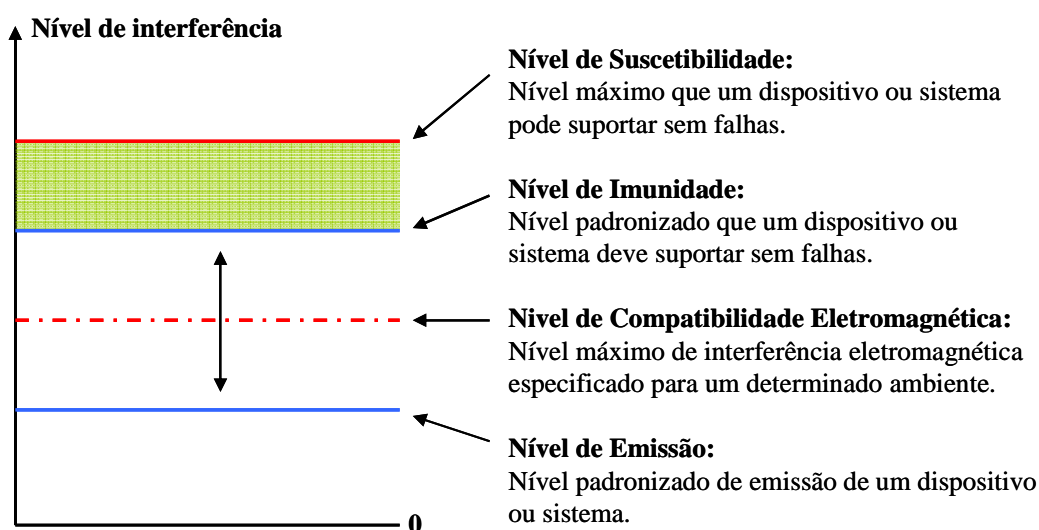 Nível de interferência
Nível de Suscetibilidade:
Nível máximo que um dispositivo ou sistema
pode suportar sem falhas.
Nível de Imunidade:
Nível padronizado que um dispositivo ou
sistema deve suportar sem falhas.
Nivel de Compatibilidade Eletromagnética:
Nível máximo de interferência eletromagnética
especificado para um determinado ambiente.
Nível de Emissão:
Nível padronizado de emissão de um dispositivo
ou sistema.
0